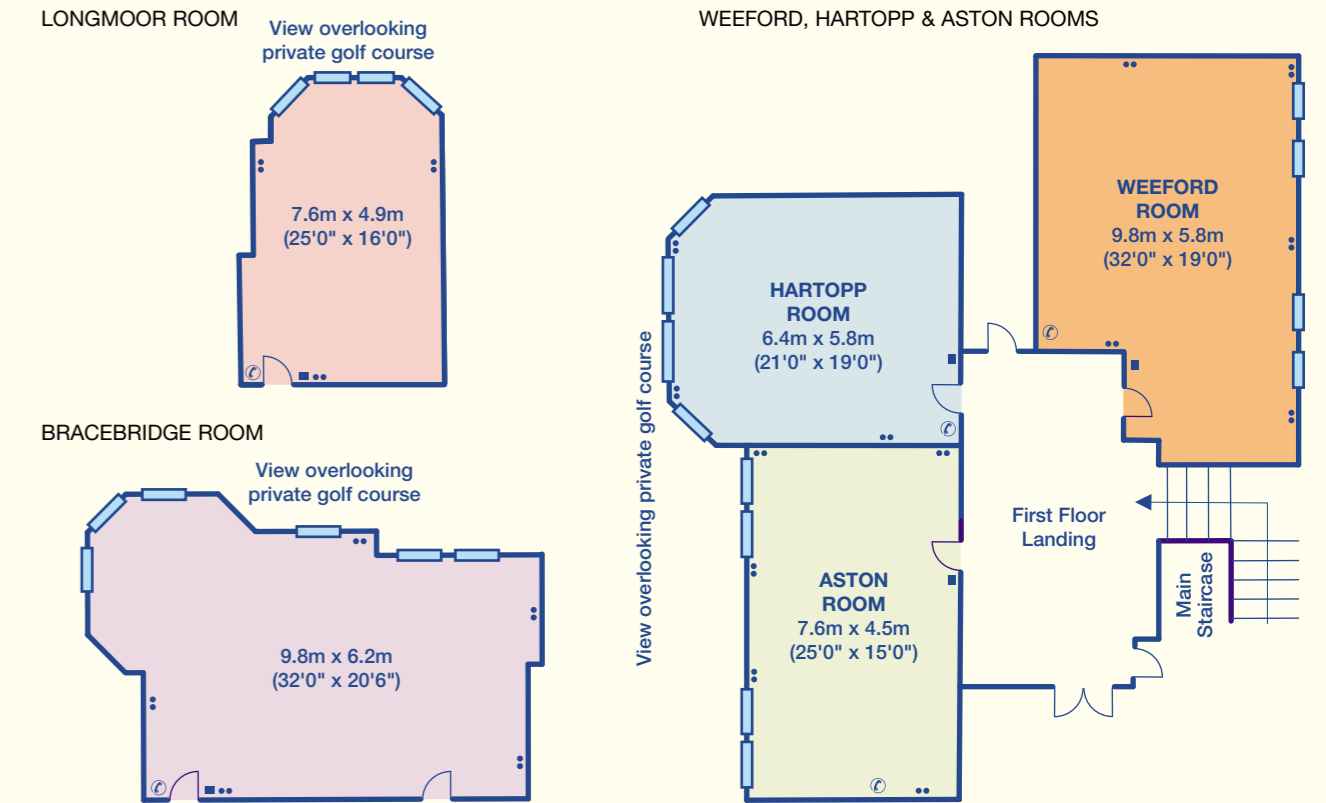 LONGMOOR ROOM
View overlooking
private golf course
7.6m x 4.9m
(25'0" x 16'0")
BRACEBRIDGE ROOM
View overlooking
private golf course
9.8m x 6.2m
(32'0" x 20'6")
WEEFORD, HARTOPP & ASTON ROOMS
WEEFORD
ROOM
9.8m x 5.8m
(32'0" x 19'0")
HARTOPP
ROOM
6.4m x 5.8m
(21'0" x 19'0")
View overlooking private golf course
ASTON
ROOM
7.6m x 4.5m
(25'0" x 15'0")
First Floor
Landing
Main
Staircase